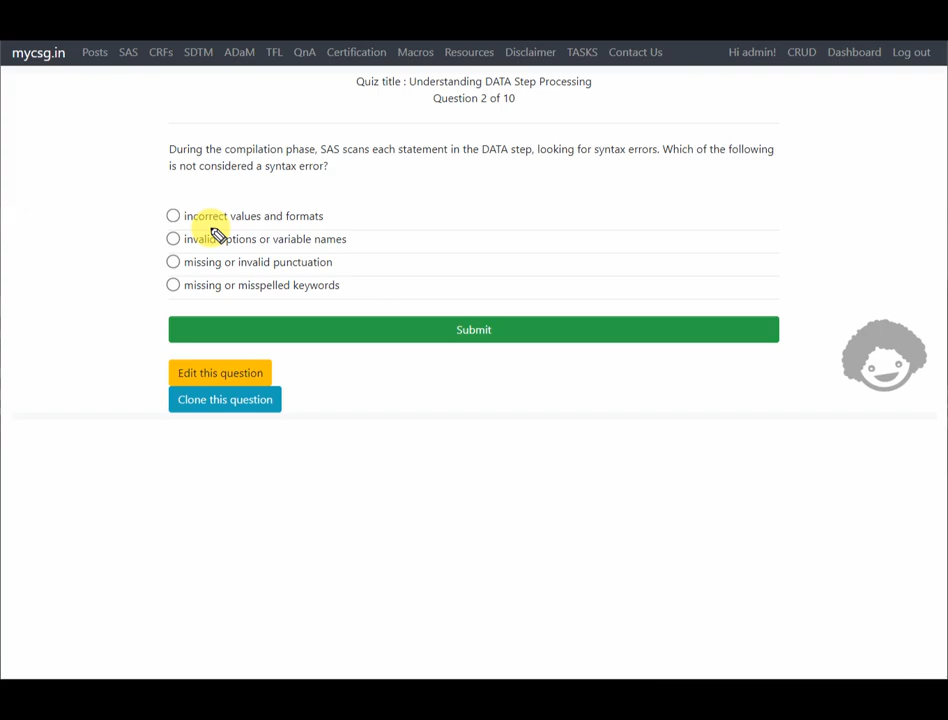 mycsg.in Posts SAS CRFs SDTM ADaM TFL QnA Certification Macros Resources Disclaimer TASKS Contact Us Hi admin! CRUD Dashboard Log out
Quiz title : Understanding DATA Step Processing
Question 2 of 10
During the compilation phase, SAS scans each statement in the DATA step, looking for syntax errors. Which of the following
is not considered a syntax error?
incorrect values and formats
invalid options or variable names
missing or invalid punctuation
missing or misspelled keywords
Submit
Edit this question
Clone this question